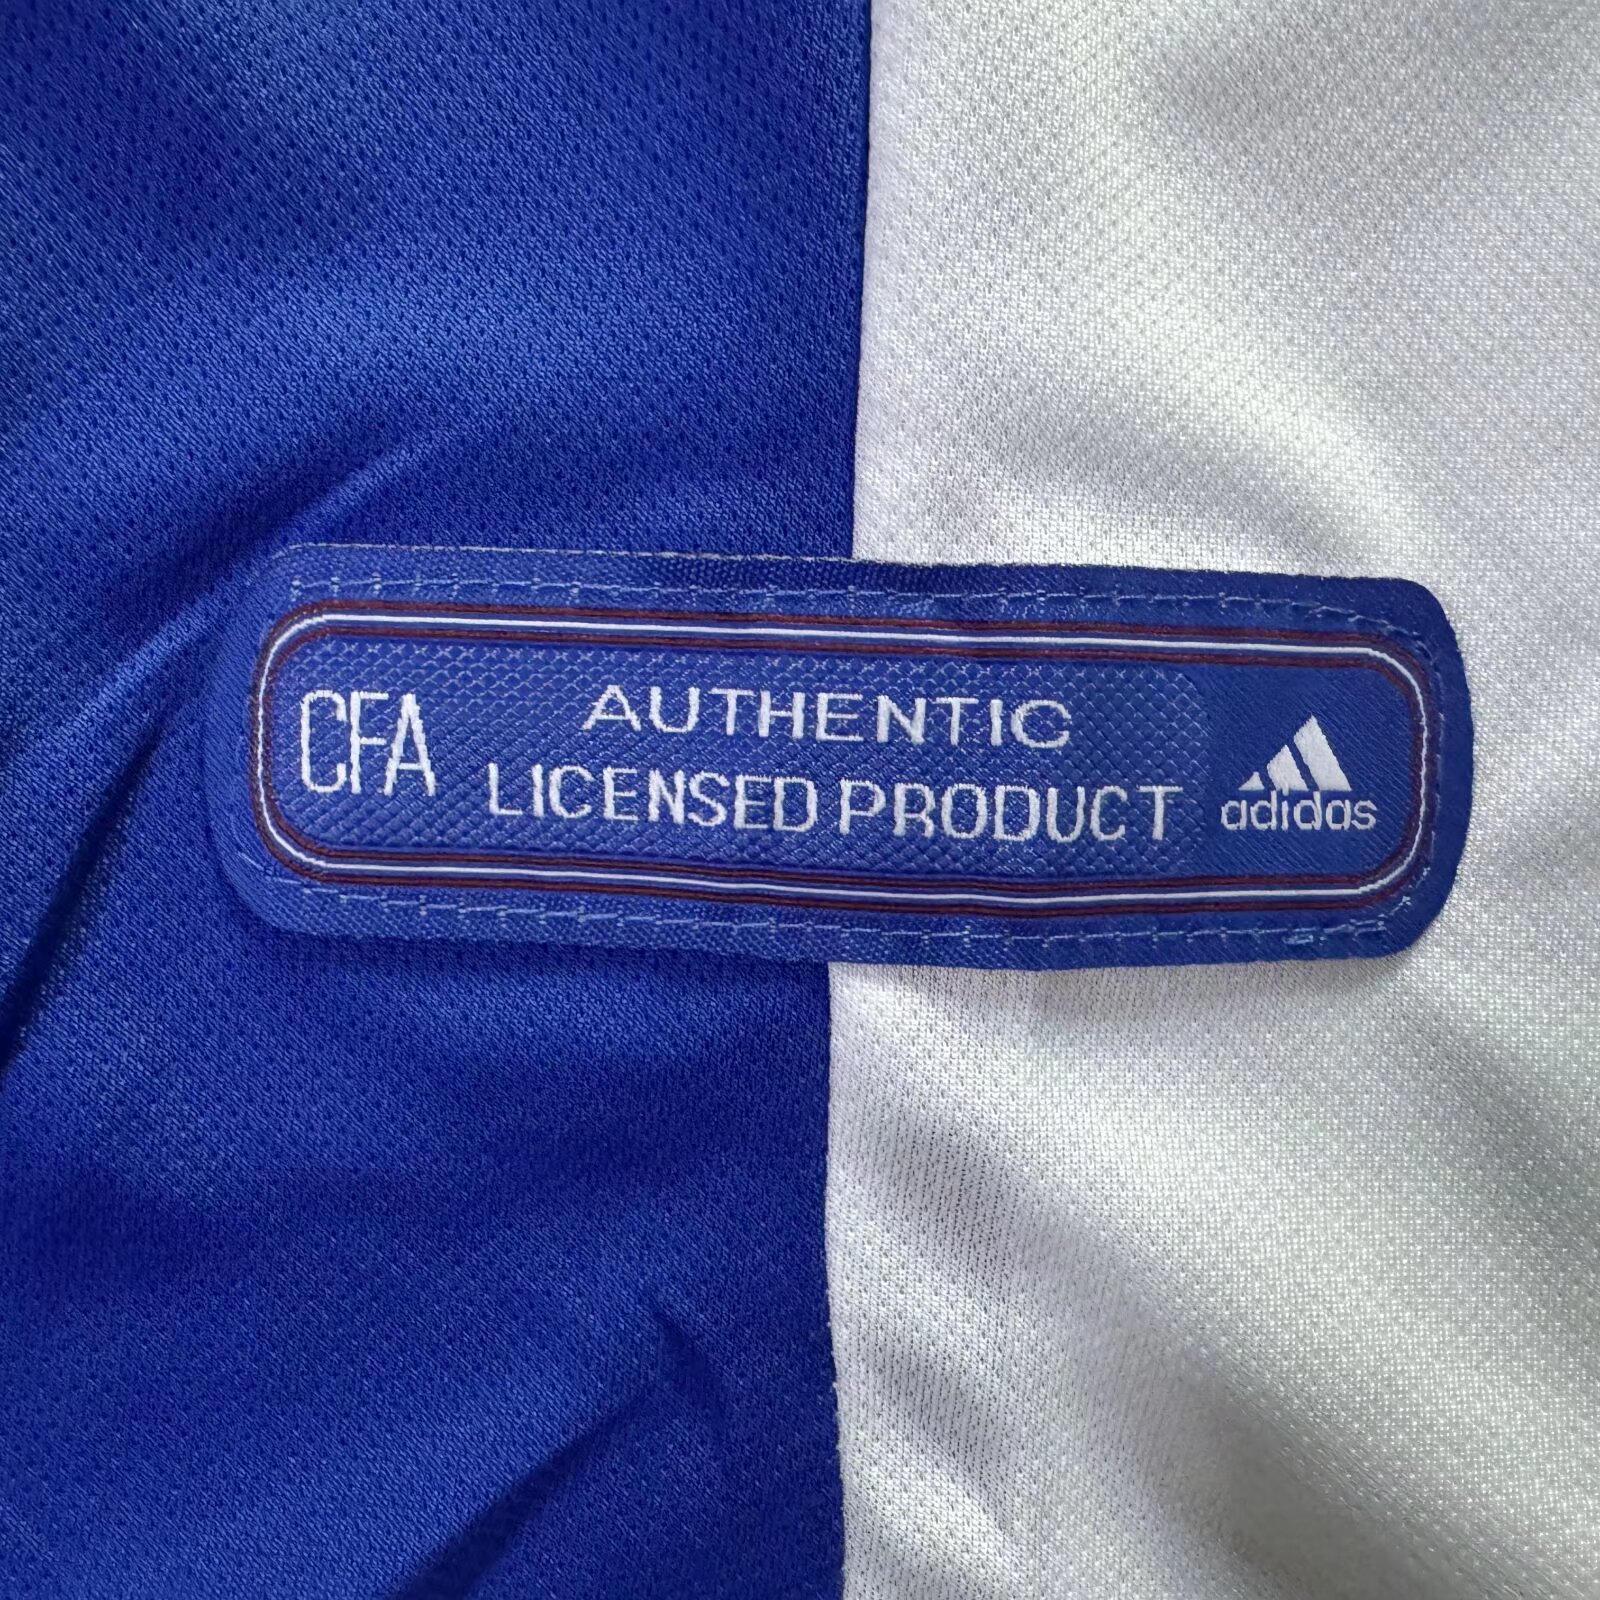 CFA
AUTHENTIC
LICENSED PRODUCT
adidas